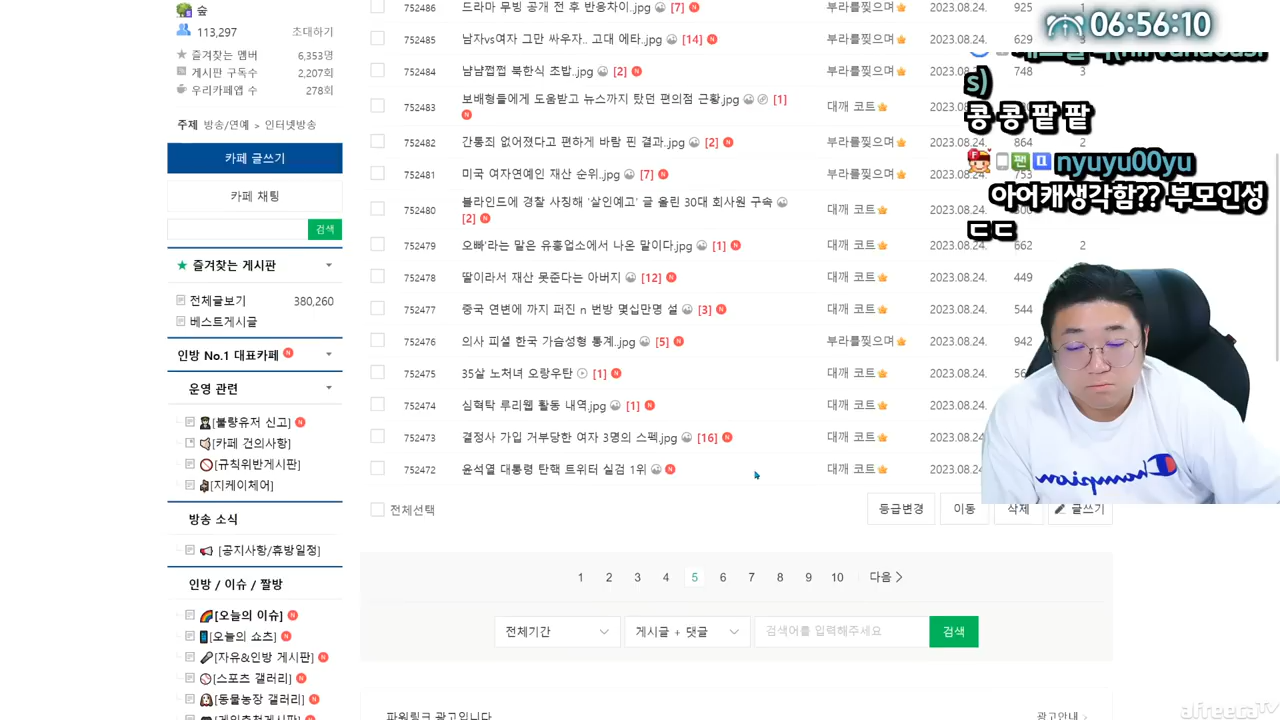 숲
113,297 초대하기
즐겨찾는 멤버 6,353명
게시판 구독수 2,207회
우리카페앱 수 278회
주제 방송/연예 > 인터넷방송
카페 글쓰기
카페 채팅
검색
★ 즐겨찾는 게시판
전체글보기 380,260
베스트게시글
인방 No.1 대표카페 N
운영 관련
[불량유저 신고] N
[카페 건의사항]
[규칙위반게시판]
[지케이체어]
방송 소식
[공지사항/휴방일정]
인방 / 이슈 / 짤방
[오늘의 이슈] N
[오늘의 쇼츠] N
[자유&인방 게시판] N
[스포츠 갤러리] N
[동물농장 갤러리] N
752486 드라마 무빙 공개 전 후 반응차이..jpg [7] N 부라를찢으며 2023.08.24. 925 1
752485 남자vs여자 그만 싸우자.. 고대 에타..jpg [14] N 부라를찢으며 2023.08.24. 629
752484 냠냠쩝쩝 북한식 초밥..jpg [2] N 부라를찢으며 2023.08.24. 748 3
752483 보배형들에게 도움받고 뉴스까지 탔던 편의점 근황.jpg [1]
N 대깨 코트 2023.08.24.
752482 간통죄 없어졌다고 편하게 바람 핀 결과..jpg [2] N 부라를찢으며 2023.08.24. 864 2
752481 미국 여자연예인 재산 순위..jpg [7] N 부라를찢으며 2023.08.24. 753
752480 블라인드에 경찰 사칭해 '살인예고' 글 올린 30대 회사원 구속
[2] N 대깨 코트 2023.08.24.
752479 오빠'라는 말은 유흥업소에서 나온 말이다.jpg [1] N 대깨 코트 2023.08.24. 662 2
752478 딸이라서 재산 못준다는 아버지 [12] N 대깨 코트 2023.08.24. 449
752477 중국 연변에 까지 퍼진 n 번방 몇십만명 설 [3] N 대깨 코트 2023.08.24. 544
752476 의사 피셜 한국 가슴성형 통계..jpg [5] N 부라를찢으며 2023.08.24. 942
752475 35살 노처녀 오랑우탄 [1] N 대깨 코트 2023.08.24.
752474 심혁탁 루리웹 활동 내역.jpg [1] N 대깨 코트 2023.08.24.
752473 결정사 가입 거부당한 여자 3명의 스펙.jpg [16] N 대깨 코트 2023.08.24.
752472 윤석열 대통령 탄핵 트위터 실검 1위 N 대깨 코트 2023.08.24.
전체선택 등급변경 이동 삭제 글쓰기
1 2 3 4 5 6 7 8 9 10 다음 >
전체기간 게시글 + 댓글 검색어를 입력해주세요 검색
파워링크 광고입니다 광고안내 >
06:56:10
s)
콩 콩 팥 팥
F 팬 nyuyu00yu
아어캐생각함?? 부모인성
ㄷㄷ
Champion
afreecaTV